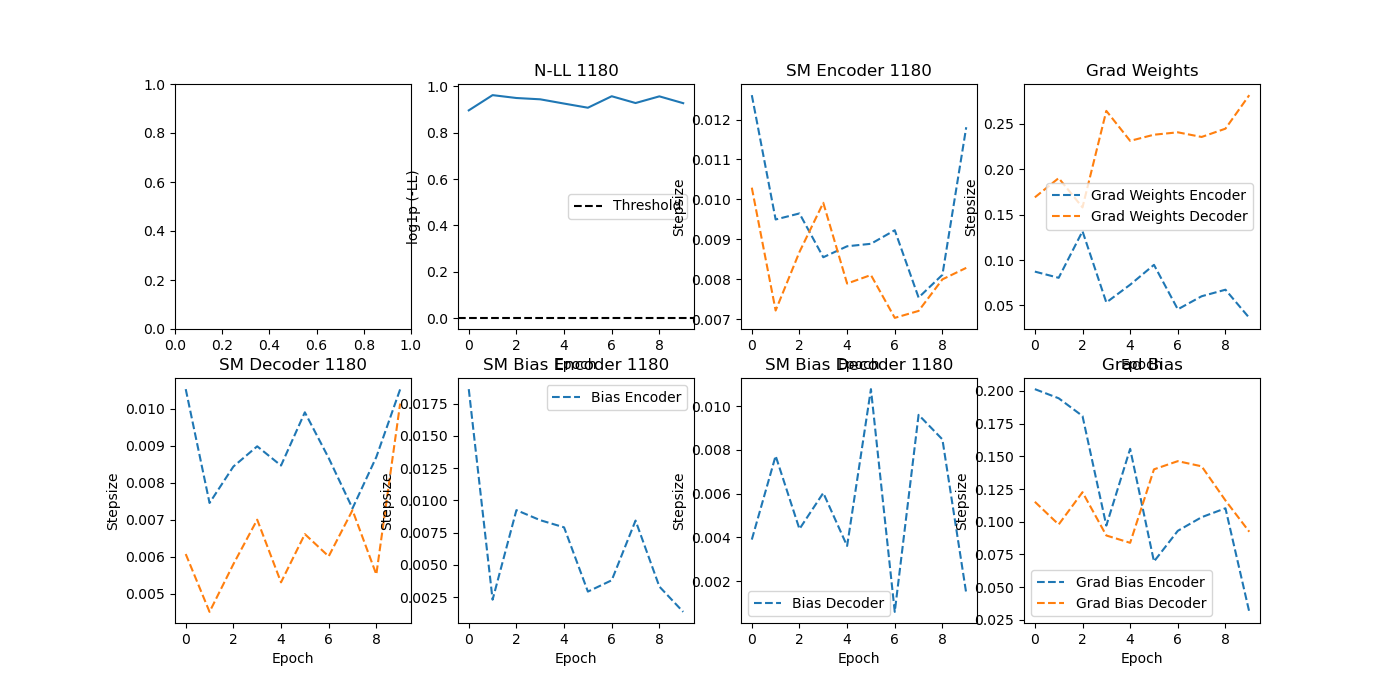 N-LL 1180
SM Encoder 1180
Grad Weights
1.0
0.8
0.6
0.4
0.2
0.0
0.0 0.2 0.4 0.6 0.8 1.0
log1p (-LL)
1.0
0.8
0.6
0.4
0.2
0.0
Threshold
0 2 4 6 8
Epoch
Stepsize
0.012
0.011
0.010
0.009
0.008
0.007
0 2 4 6 8
Epoch
Stepsize
0.25
0.20
0.15
0.10
0.05
Grad Weights Encoder
Grad Weights Decoder
0 2 4 6 8
Epoch
SM Decoder 1180
SM Bias Encoder 1180
SM Bias Decoder 1180
Grad Bias
Stepsize
0.010
0.009
0.008
0.007
0.006
0.005
0 2 4 6 8
Epoch
Stepsize
0.0175
0.0150
0.0125
0.0100
0.0075
0.0050
0.0025
Bias Encoder
0 2 4 6 8
Epoch
Stepsize
0.010
0.008
0.006
0.004
0.002
Bias Decoder
0 2 4 6 8
Epoch
Stepsize
0.200
0.175
0.150
0.125
0.100
0.075
0.050
0.025
Grad Bias Encoder
Grad Bias Decoder
0 2 4 6 8
Epoch